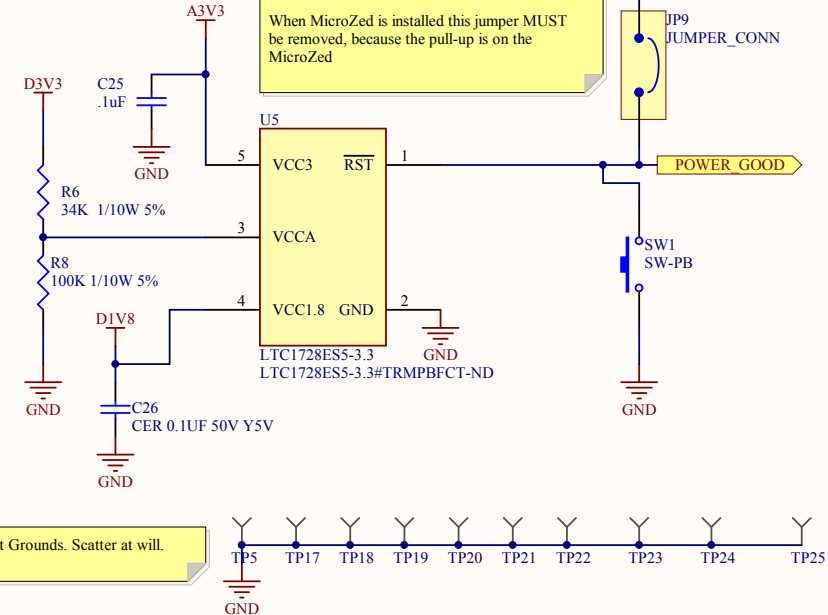 A3V3
When MicroZed is installed this jumper MUST
be removed, because the pull-up is on the
MicroZed
JP9
JUMPER_CONN
D3V3
C25
.1uF
GND
U5
5
VCC3
RST
1
POWER_GOOD
R6
34K 1/10W 5%
3
VCCA
R8
100K 1/10W 5%
SW1
SW-PB
4
VCC1.8
GND
2
D1V8
GND
LTC1728ES5-3.3
LTC1728ES5-3.3#TRMPBFCT-ND
GND
GND
C26
CER 0.1UF 50V Y5V
GND
t Grounds. Scatter at will.
TP5
TP17
TP18
TP19
TP20
TP21
TP22
TP23
TP24
TP25
GND